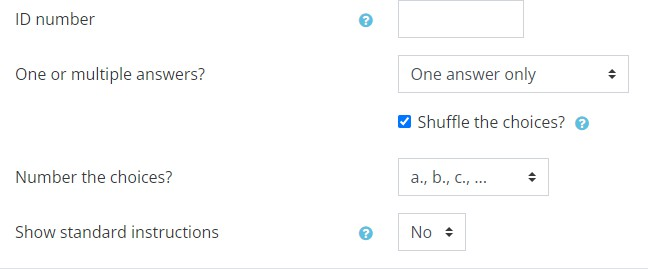 ID number
One or multiple answers? One answer only
Shuffle the choices?
Number the choices? a., b., c., ...
Show standard instructions No